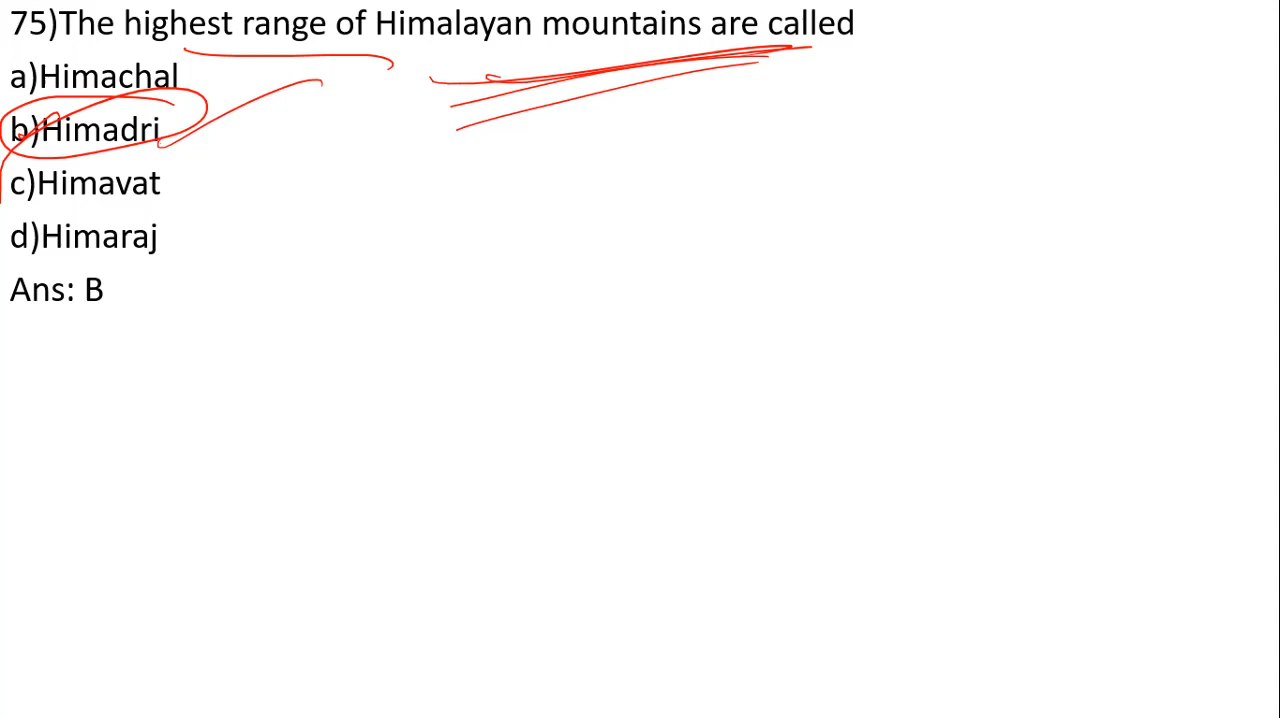 75)The highest range of Himalayan mountains are called
a)Himachal
b)Himadri
c)Himavat
d)Himaraj
Ans: B